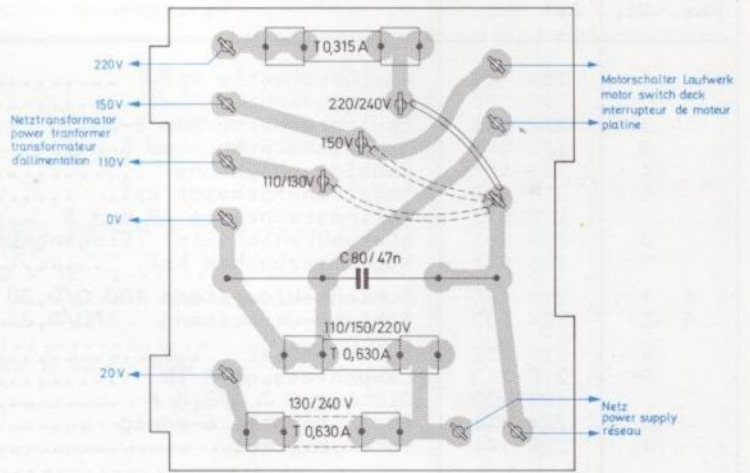 220V
150V
Netztransformator
power tranformer
transformateur
d'allimentation
110V
0V
20V
T 0,315 A
220/240V
150V
110/130V
C80/47n
110/150/220V
T 0,630A
130/240 V
T 0,630A
Motorschalter Laufwerk
motor switch deck
interrupteur de moteur
platine
Netz
power supply
réseau